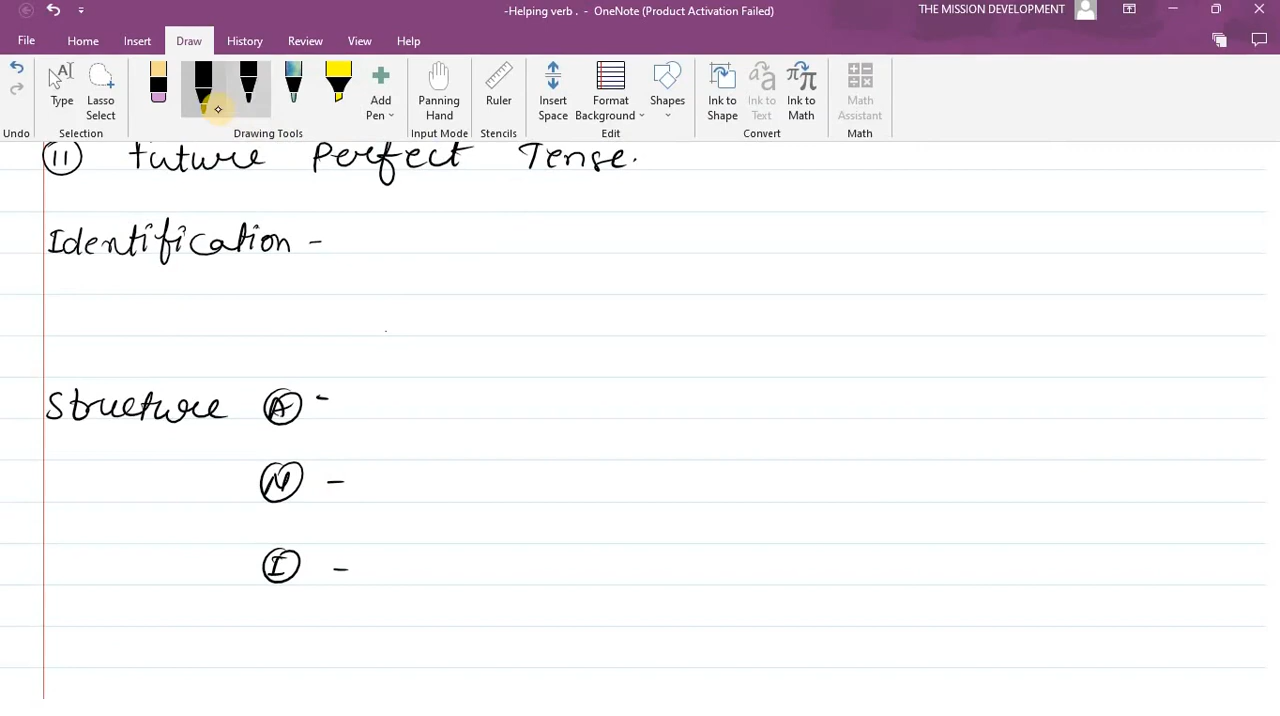 -Helping verb . - OneNote (Product Activation Failed)
THE MISSION DEVELOPMENT
File Home Insert Draw History Review View Help
Type Lasso Select Add Pen Panning Hand Ruler Insert Space Format Background Shapes Ink to Shape Ink to Text Ink to Math Math Assistant
Undo Selection Drawing Tools Input Mode Stencils Edit Convert Math
11 Future Perfect Tense.
Identification -
Structure A -
N -
I -